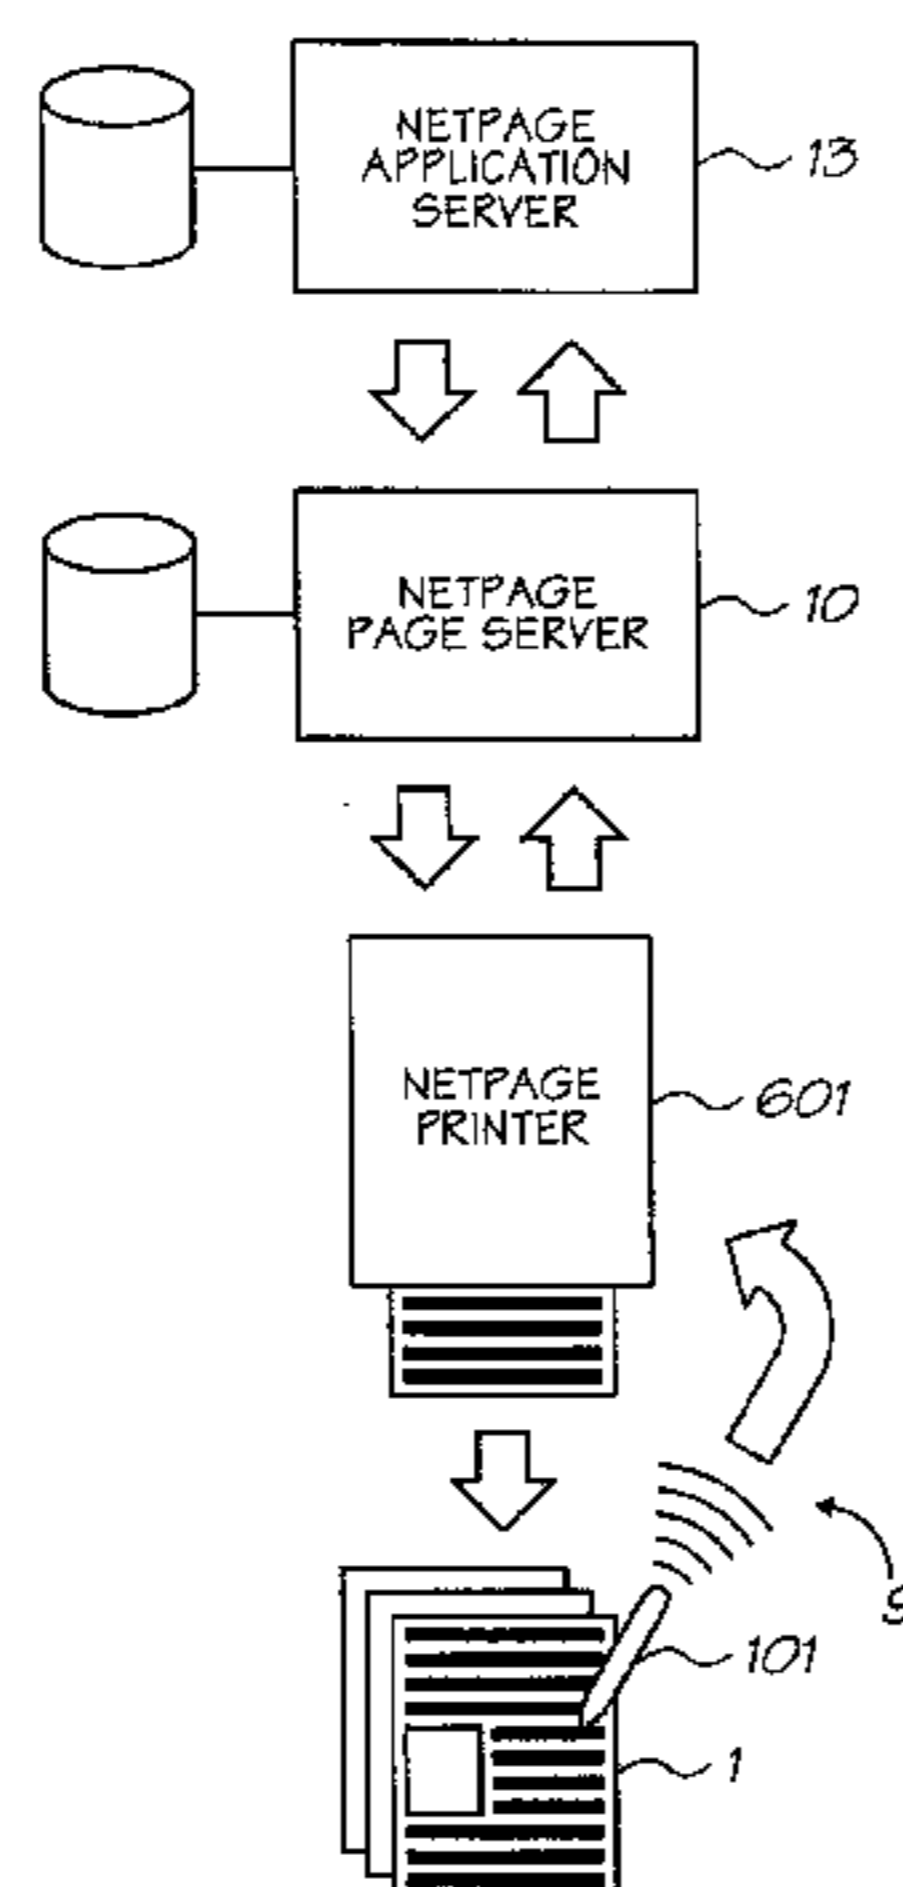 NETPAGE
APPLICATION
SERVER
13
NETPAGE
PAGE SERVER
10
NETPAGE
PRINTER
601
101
1